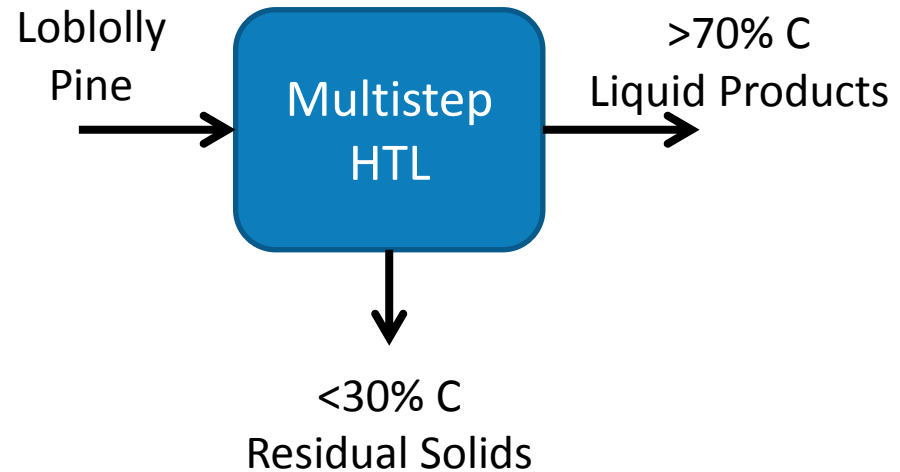 Loblolly
Pine
Multistep
HTL
>70% C
Liquid Products
<30% C
Residual Solids